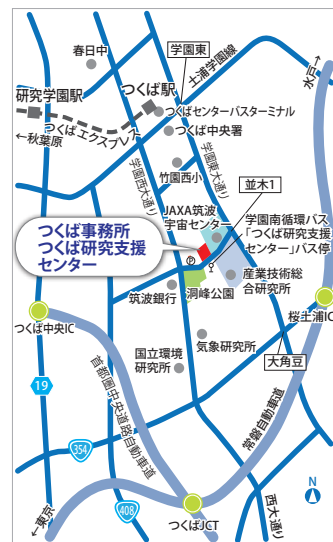 春日中
学園東
土浦学園線
水戸→
研究学園駅
つくば駅
つくばセンターバスターミナル
つくば中央署
つくばエクスプレス
←秋葉原
竹園西小
学園西大通り
学園東大通り
並木1
JAXA筑波
宇宙センター
学園南循環バス
「つくば研究支援
センター」バス停
つくば事務所
つくば研究支援
センター
P
産業技術総
合研究所
筑波銀行
洞峰公園
つくば中央IC
桜土浦IC
気象研究所
国立環境
研究所
大角豆
19
首都圏中央連絡自動車道
常磐自動車道
354
408
←東京
つくばJCT
西大通り
N